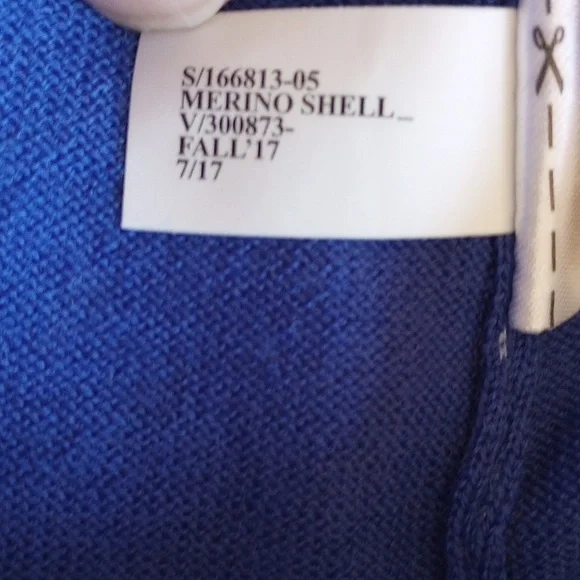 S/166813-05
MERINO SHELL_
V/300873-
FALL'17
7/17